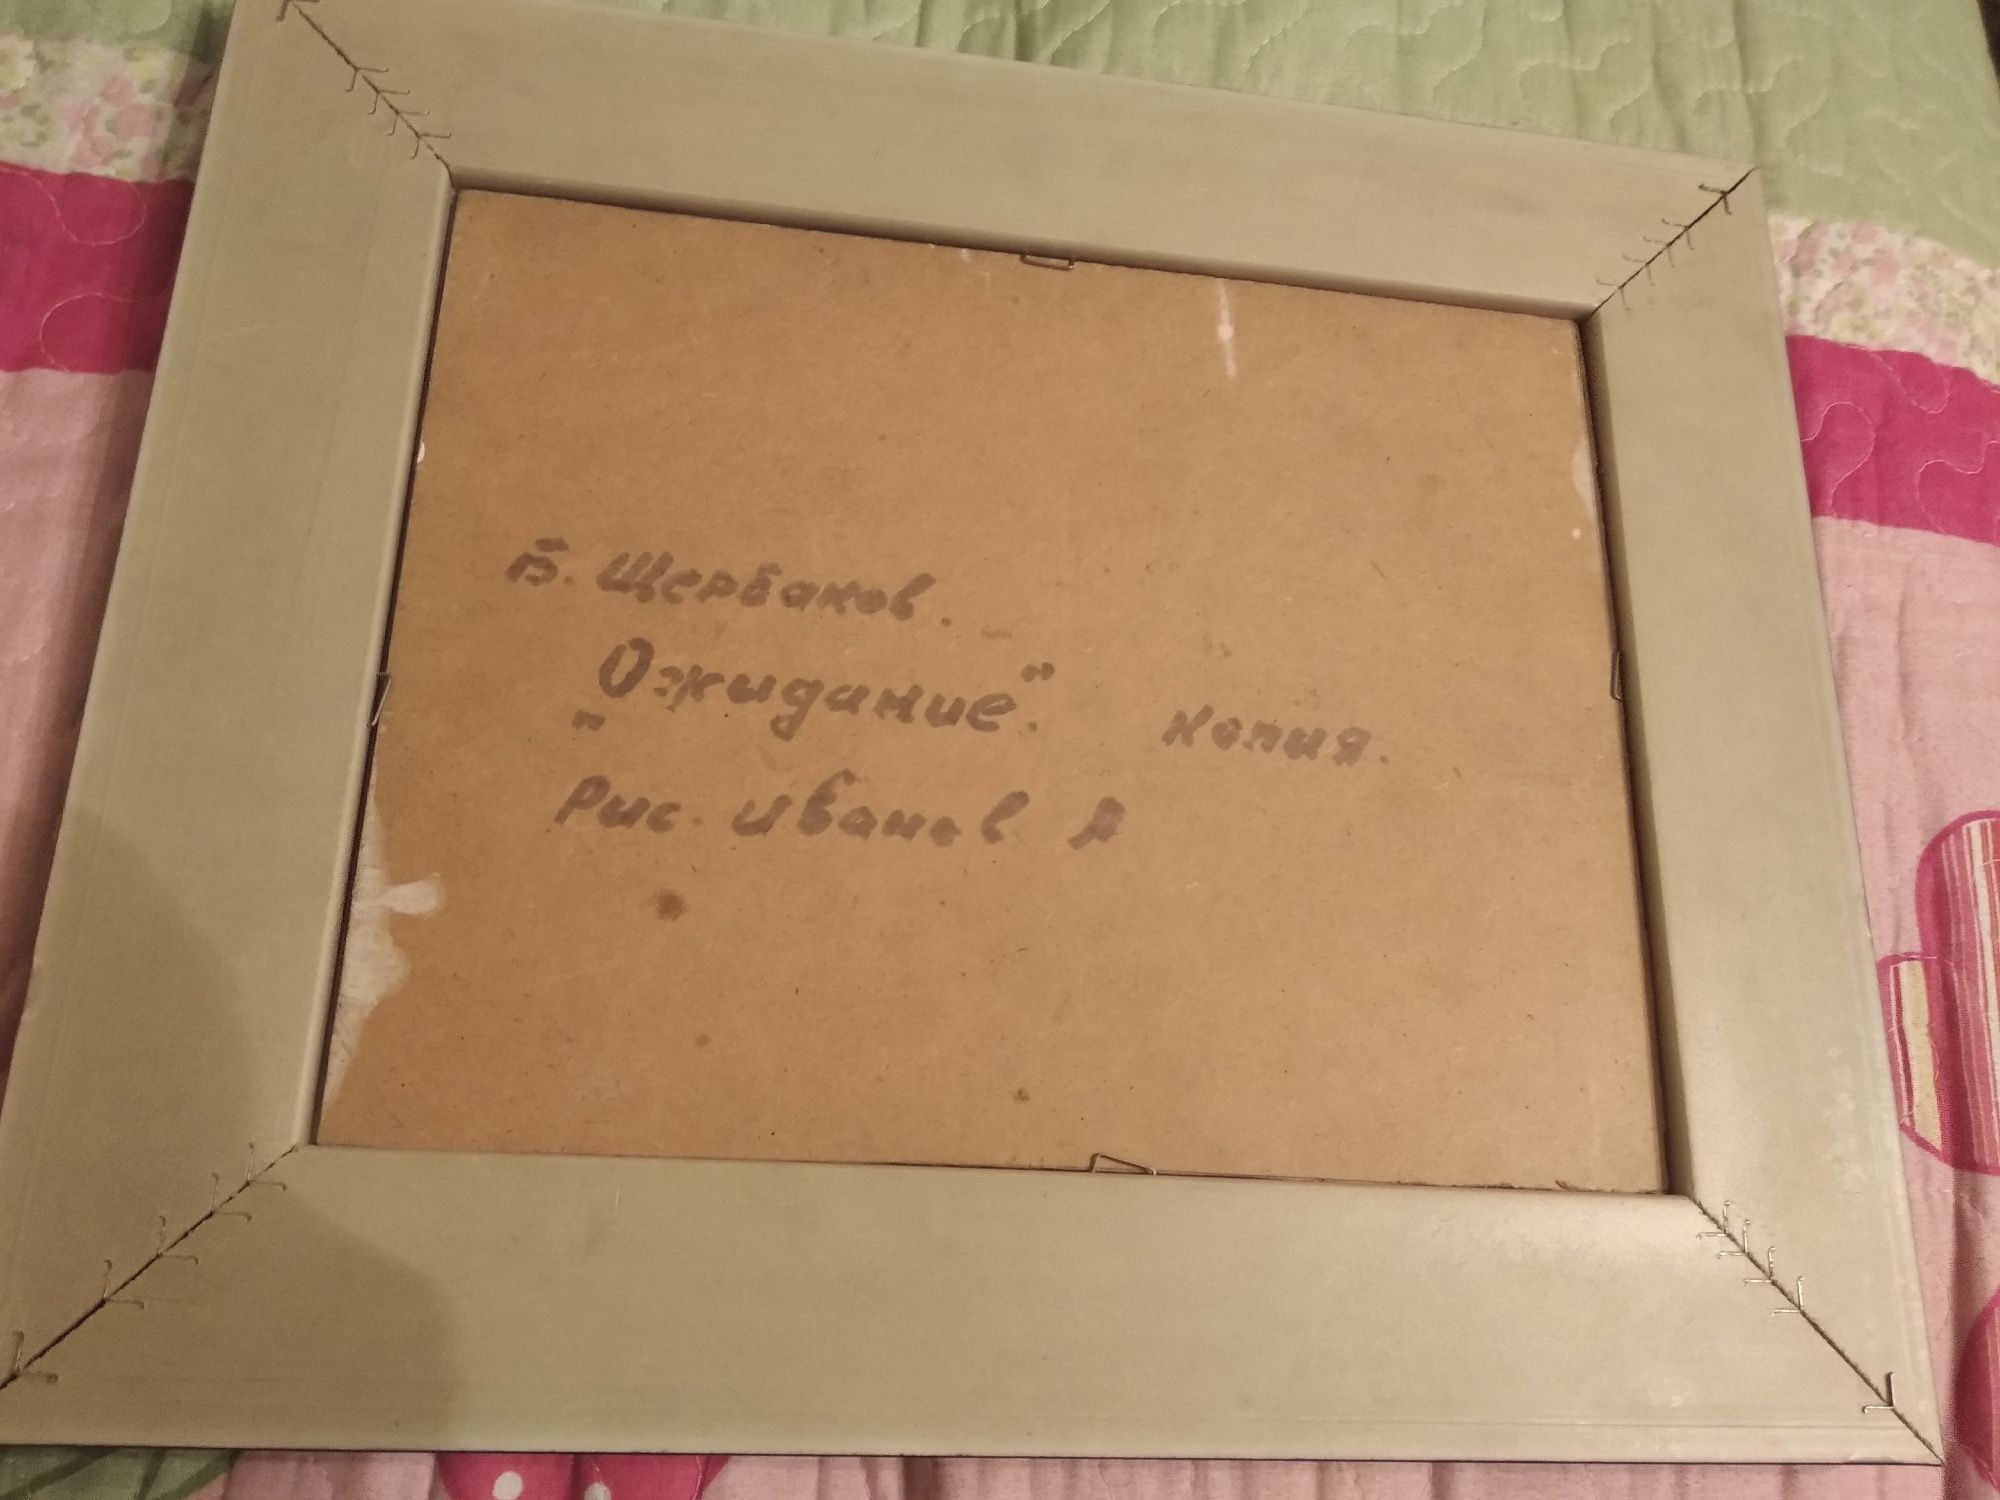 Б. Щербаков.
"Ожидание". копия.
Рис. Иванов Я